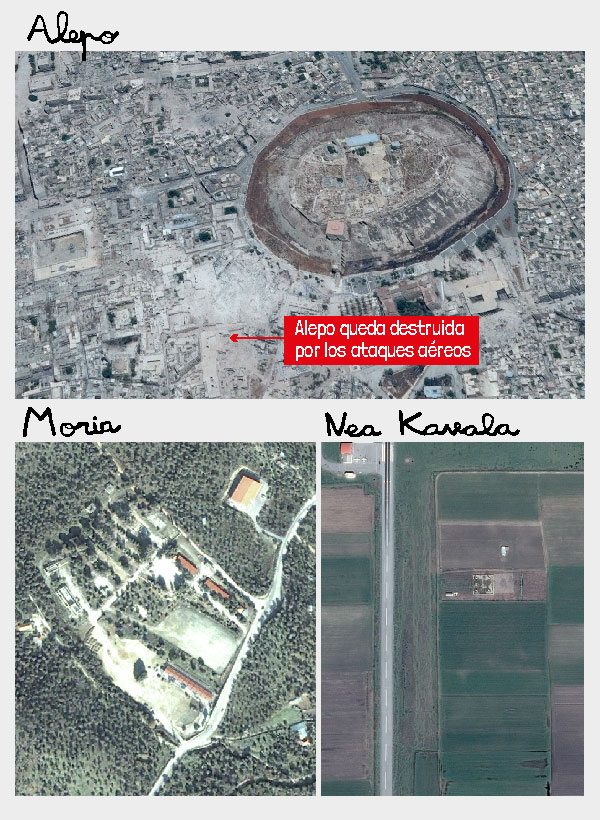 Alepo
Alepo queda destruida
por los ataques aéreos
Moria
Nea Kavala